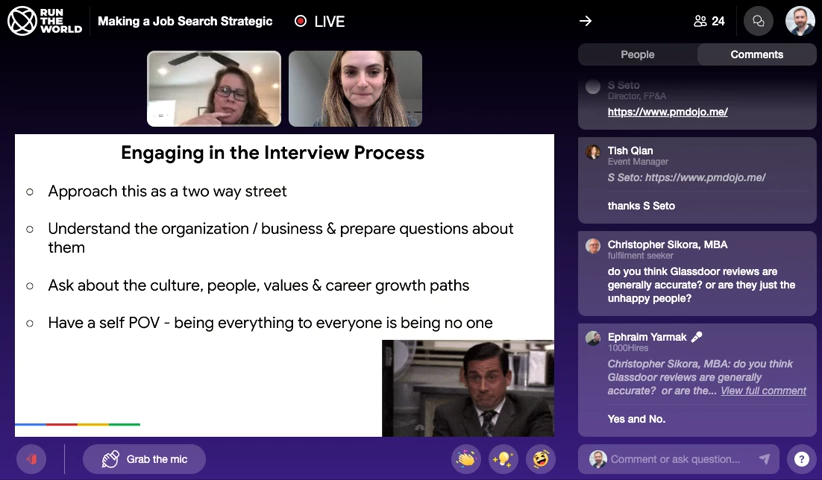 RUN
THE
WORLD
Making a Job Search Strategic
LIVE
24
People
Comments
Engaging in the Interview Process
Approach this as a two way street
Understand the organization / business & prepare questions about
them
Ask about the culture, people, values & career growth paths
Have a self POV - being everything to everyone is being no one
S Seto
Director, FP&A
https://www.pmdojo.me/
Tish Qian
Event Manager
S Seto: https://www.pmdojo.me/
thanks S Seto
Christopher Sikora, MBA
fulfilment seeker
do you think Glassdoor reviews are
generally accurate? or are they just the
unhappy people?
Ephraim Yarmak
1000Hires
Christopher Sikora, MBA: do you think
Glassdoor reviews are generally
accurate? or are the... View full comment
Yes and No.
Grab the mic
Comment or ask question...
?